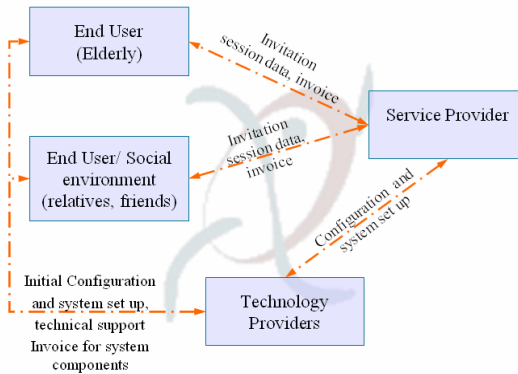 End User
(Elderly)
Invitation
session data, invoice
Service Provider
End User/ Social
environment
(relatives, friends)
Invitation
session data,
invoice
Configuration and
system set up
Initial Configuration
and system set up,
technical support
Invoice for system
components
Technology
Providers